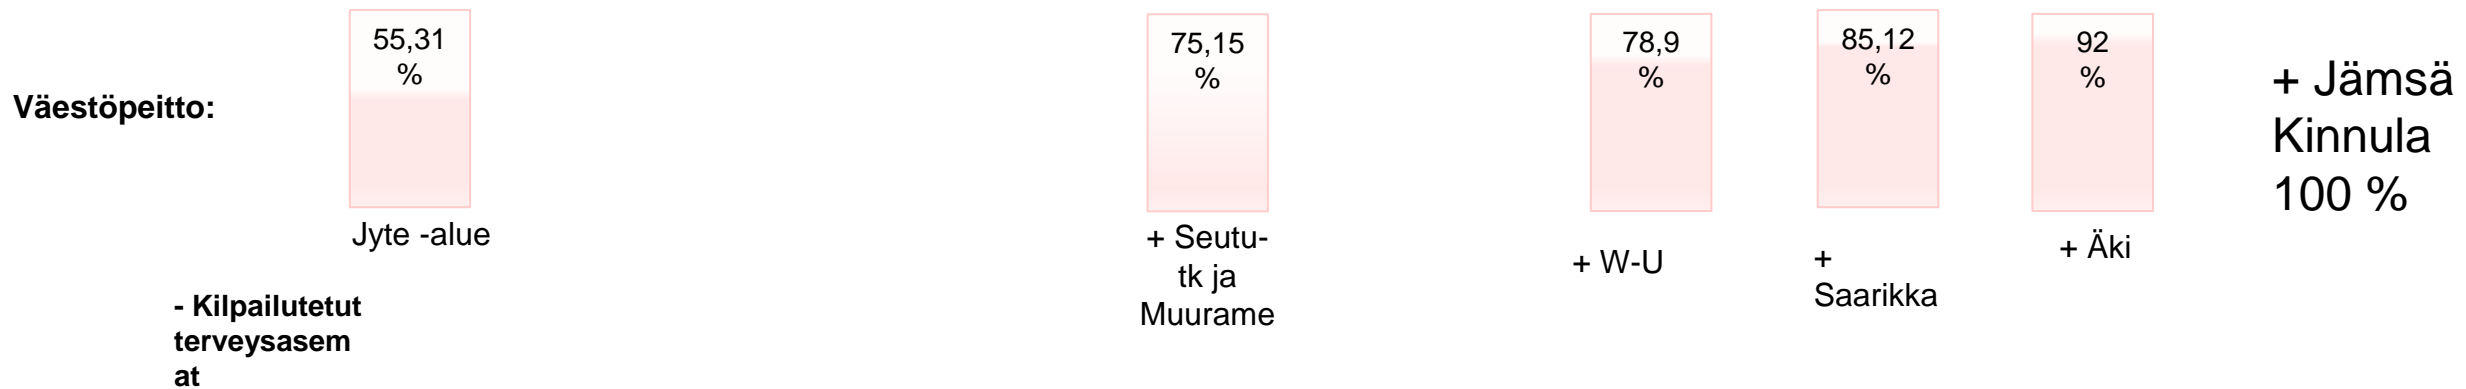 Väestöpeitto:
55,31
%
Jyte -alue
- Kilpailutetut
terveysasem
at
75,15
%
+ Seutu-
tk ja
Muurame
78,9
%
+ W-U
85,12
%
+
Saarikka
92
%
+ Äki
+ Jämsä
Kinnula
100 %